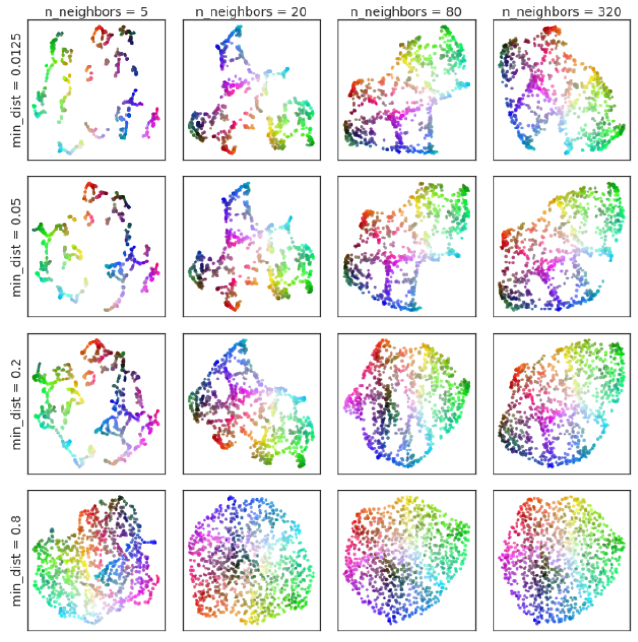 n_neighbors = 5
n_neighbors = 20
n_neighbors = 80
n_neighbors = 320
min_dist = 0.0125
min_dist = 0.05
min_dist = 0.2
min_dist = 0.8